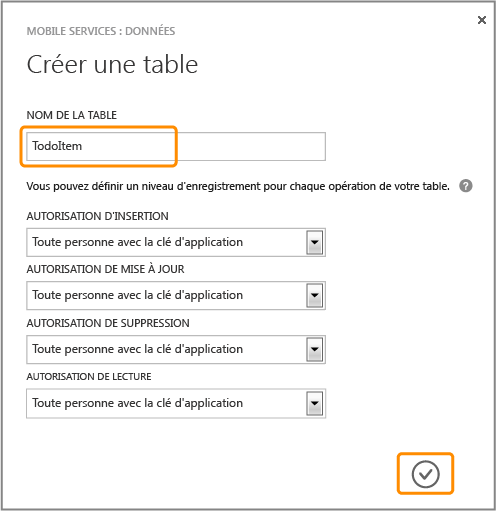 MOBILE SERVICES : DONNÉES
Créer une table
NOM DE LA TABLE
TodoItem
Vous pouvez définir un niveau d'enregistrement pour chaque opération de votre table. ?
AUTORISATION D'INSERTION
Toute personne avec la clé d'application
AUTORISATION DE MISE À JOUR
Toute personne avec la clé d'application
AUTORISATION DE SUPPRESSION
Toute personne avec la clé d'application
AUTORISATION DE LECTURE
Toute personne avec la clé d'application